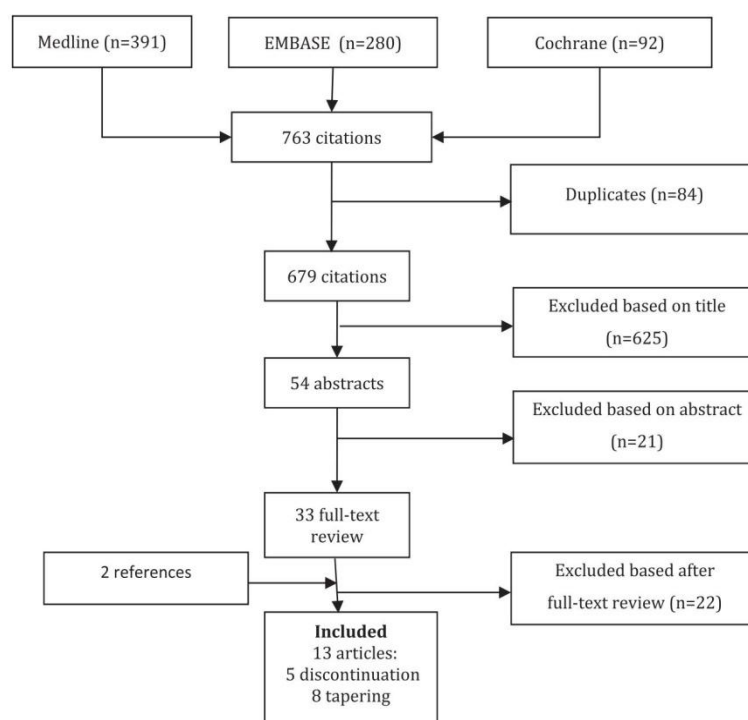 Medline (n=391)
EMBASE (n=280)
Cochrane (n=92)
763 citations
Duplicates (n=84)
679 citations
Excluded based on title
(n=625)
54 abstracts
Excluded based on abstract
(n=21)
33 full-text
review
2 references
Excluded based after
full-text review (n=22)
Included
13 articles:
5 discontinuation
8 tapering